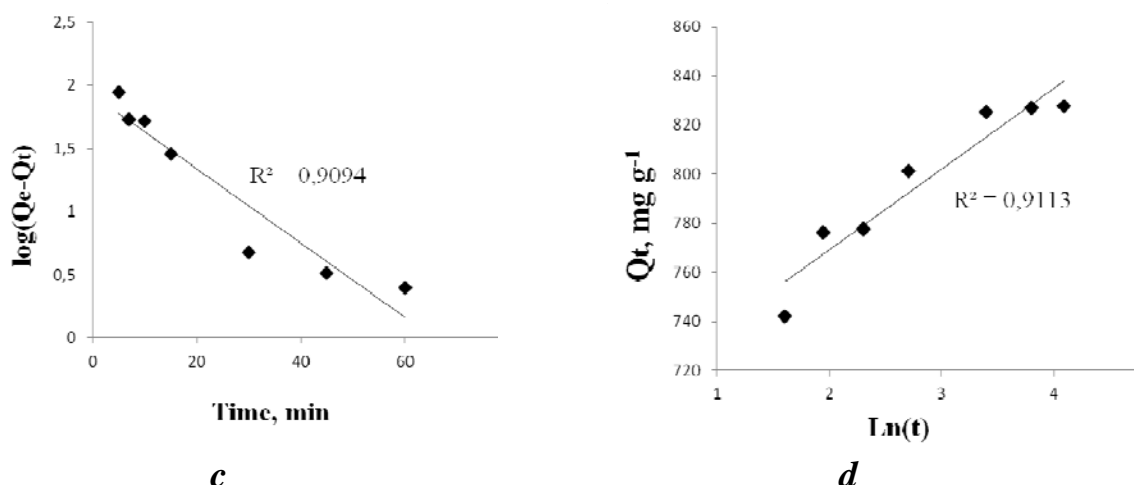 2,5
2
1,5
1
0,5
0
log(Qe-Qt)
R² 0,9094
0
20
40
60
Time, min
c
860
840
820
800
780
760
740
720
Qt, mg g-1
R² = 0,9113
1
2
3
4
Ln(t)
d